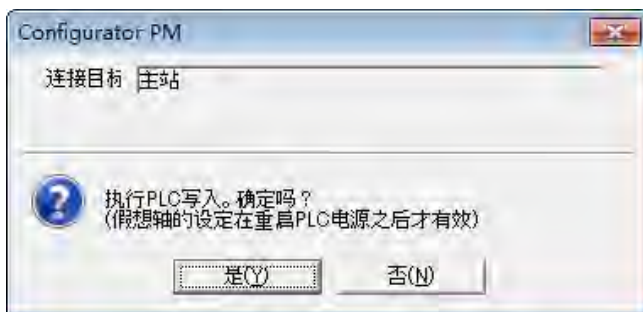 Configurator PM
连接目标 主站
执行PLC写入。确定吗？
(假想轴的设定在重启PLC电源之后才有效)
是(Y) 否(N)